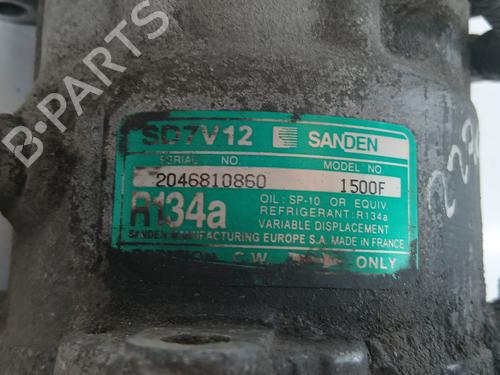 SD7V12 SANDEN
SERIAL NO. MODEL NO
2046810860 1500F
R134a
OIL: SP-10 OR EQUIV.
REFRIGERANT: R134a
VARIABLE DISPLACEMENT
SANDEN MANUFACTURING EUROPE S.A. MADE IN FRANCE
C.W. ONLY